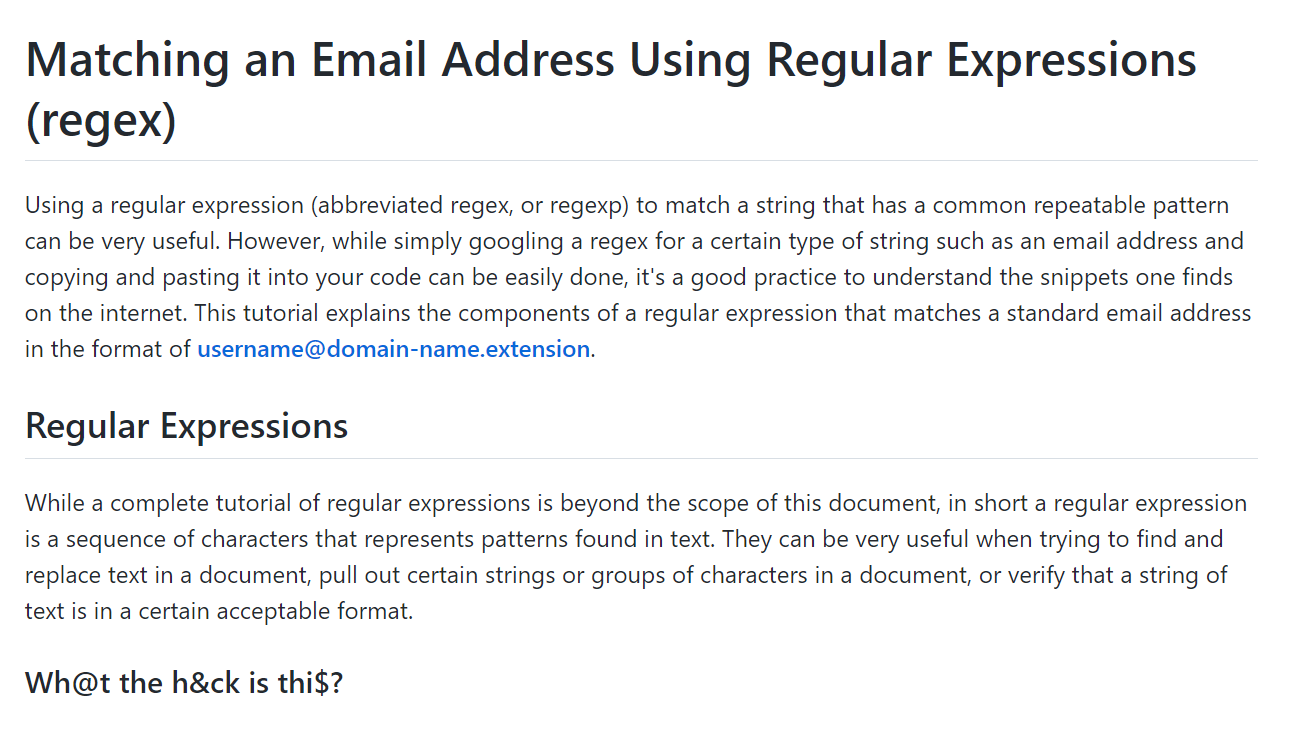 Matching an Email Address Using Regular Expressions
(regex)
Using a regular expression (abbreviated regex, or regexp) to match a string that has a common repeatable pattern
can be very useful. However, while simply googling a regex for a certain type of string such as an email address and
copying and pasting it into your code can be easily done, it's a good practice to understand the snippets one finds
on the internet. This tutorial explains the components of a regular expression that matches a standard email address
in the format of username@domain-name.extension.
Regular Expressions
While a complete tutorial of regular expressions is beyond the scope of this document, in short a regular expression
is a sequence of characters that represents patterns found in text. They can be very useful when trying to find and
replace text in a document, pull out certain strings or groups of characters in a document, or verify that a string of
text is in a certain acceptable format.
Wh@t the h&ck is thi$?